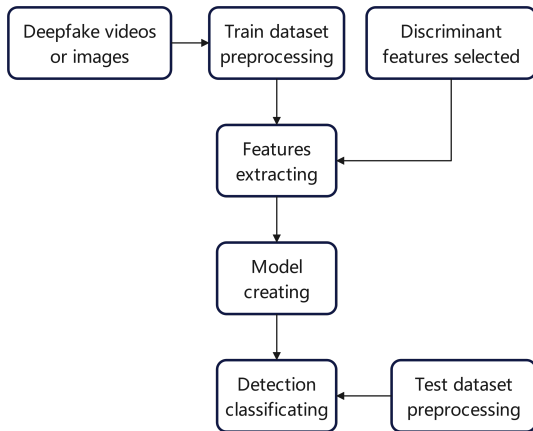 Deepfake videos
or images
Train dataset
preprocessing
Discriminant
features selected
Features
extracting
Model
creating
Detection
classificating
Test dataset
preprocessing